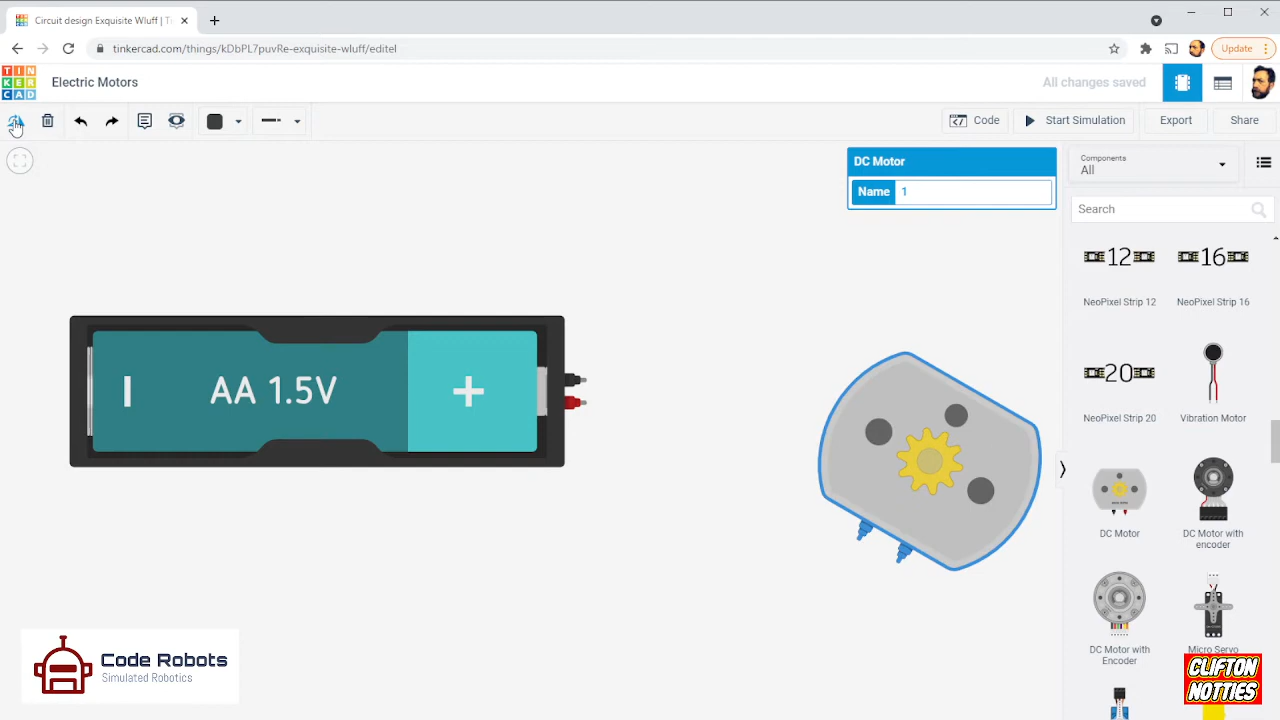 Circuit design Exquisite Wluff | Ti
tinkercad.com/things/kDbPL7puvRe-exquisite-wluff/editel
Update
TIN
KER
CAD
Electric Motors
All changes saved
Code
Start Simulation
Export
Share
DC Motor
Name 1
Components
All
Search
12
16
NeoPixel Strip 12
NeoPixel Strip 16
20
NeoPixel Strip 20
Vibration Motor
AA 1.5V
+
DC Motor
DC Motor with
encoder
DC Motor with
Encoder
Micro Servo
Code Robots
Simulated Robotics
CLIFTON
NOTTIES